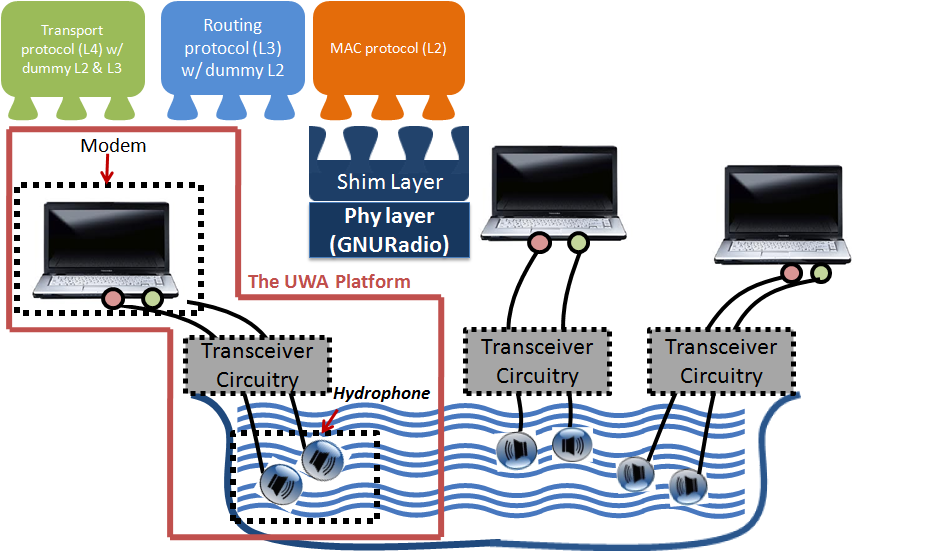 Transport
protocol (L4) w/
dummy L2 & L3
Routing
protocol (L3)
w/ dummy L2
MAC protocol (L2)
Modem
Shim Layer
Phy layer
(GNURadio)
The UWA Platform
Transceiver
Circuitry
Hydrophone
Transceiver
Circuitry
Transceiver
Circuitry